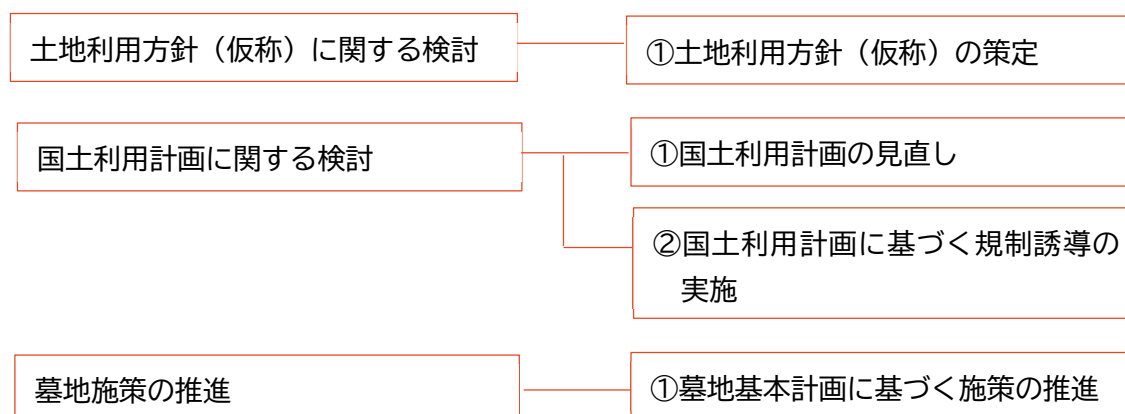 土地利用方針（仮称）に関する検討
①土地利用方針（仮称）の策定
国土利用計画に関する検討
①国土利用計画の見直し
②国土利用計画に基づく規制誘導の
実施
墓地施策の推進
①墓地基本計画に基づく施策の推進